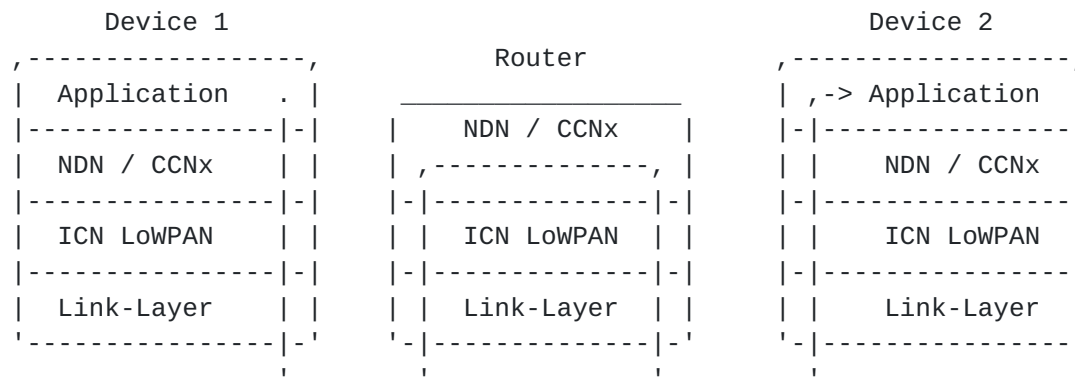 Device 1 Device 2
Router
Application Application
NDN / CCNx
NDN / CCNx NDN / CCNx
ICN LoWPAN ICN LoWPAN ICN LoWPAN
Link-Layer Link-Layer Link-Layer